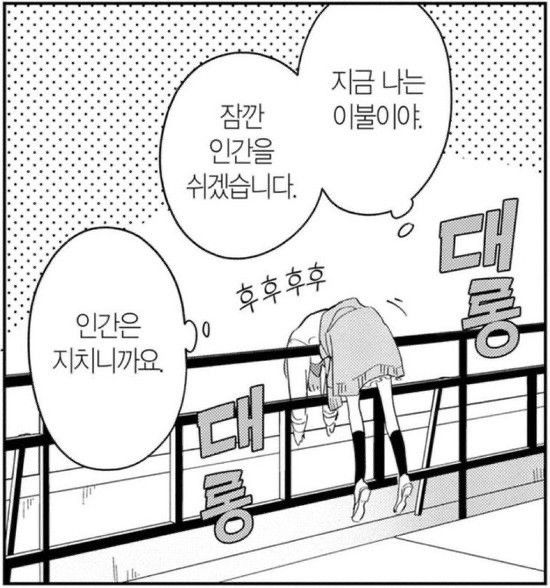 지금 나는
이불이야.
잠깐
인간을
쉬겠습니다.
대롱
후후후후
인간은
지치니까요.
대롱